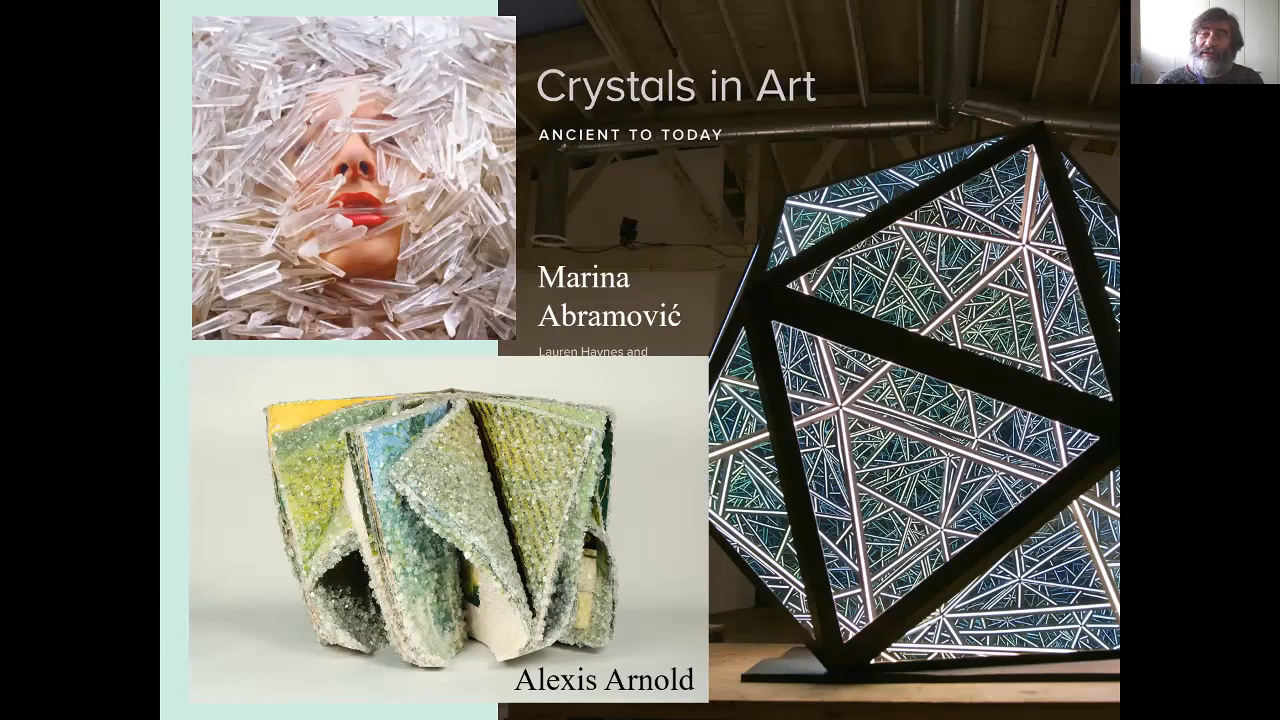 Crystals in Art
ANCIENT TO TODAY
Marina
Abramović
Lauren Haynes and
Alexis Arnold